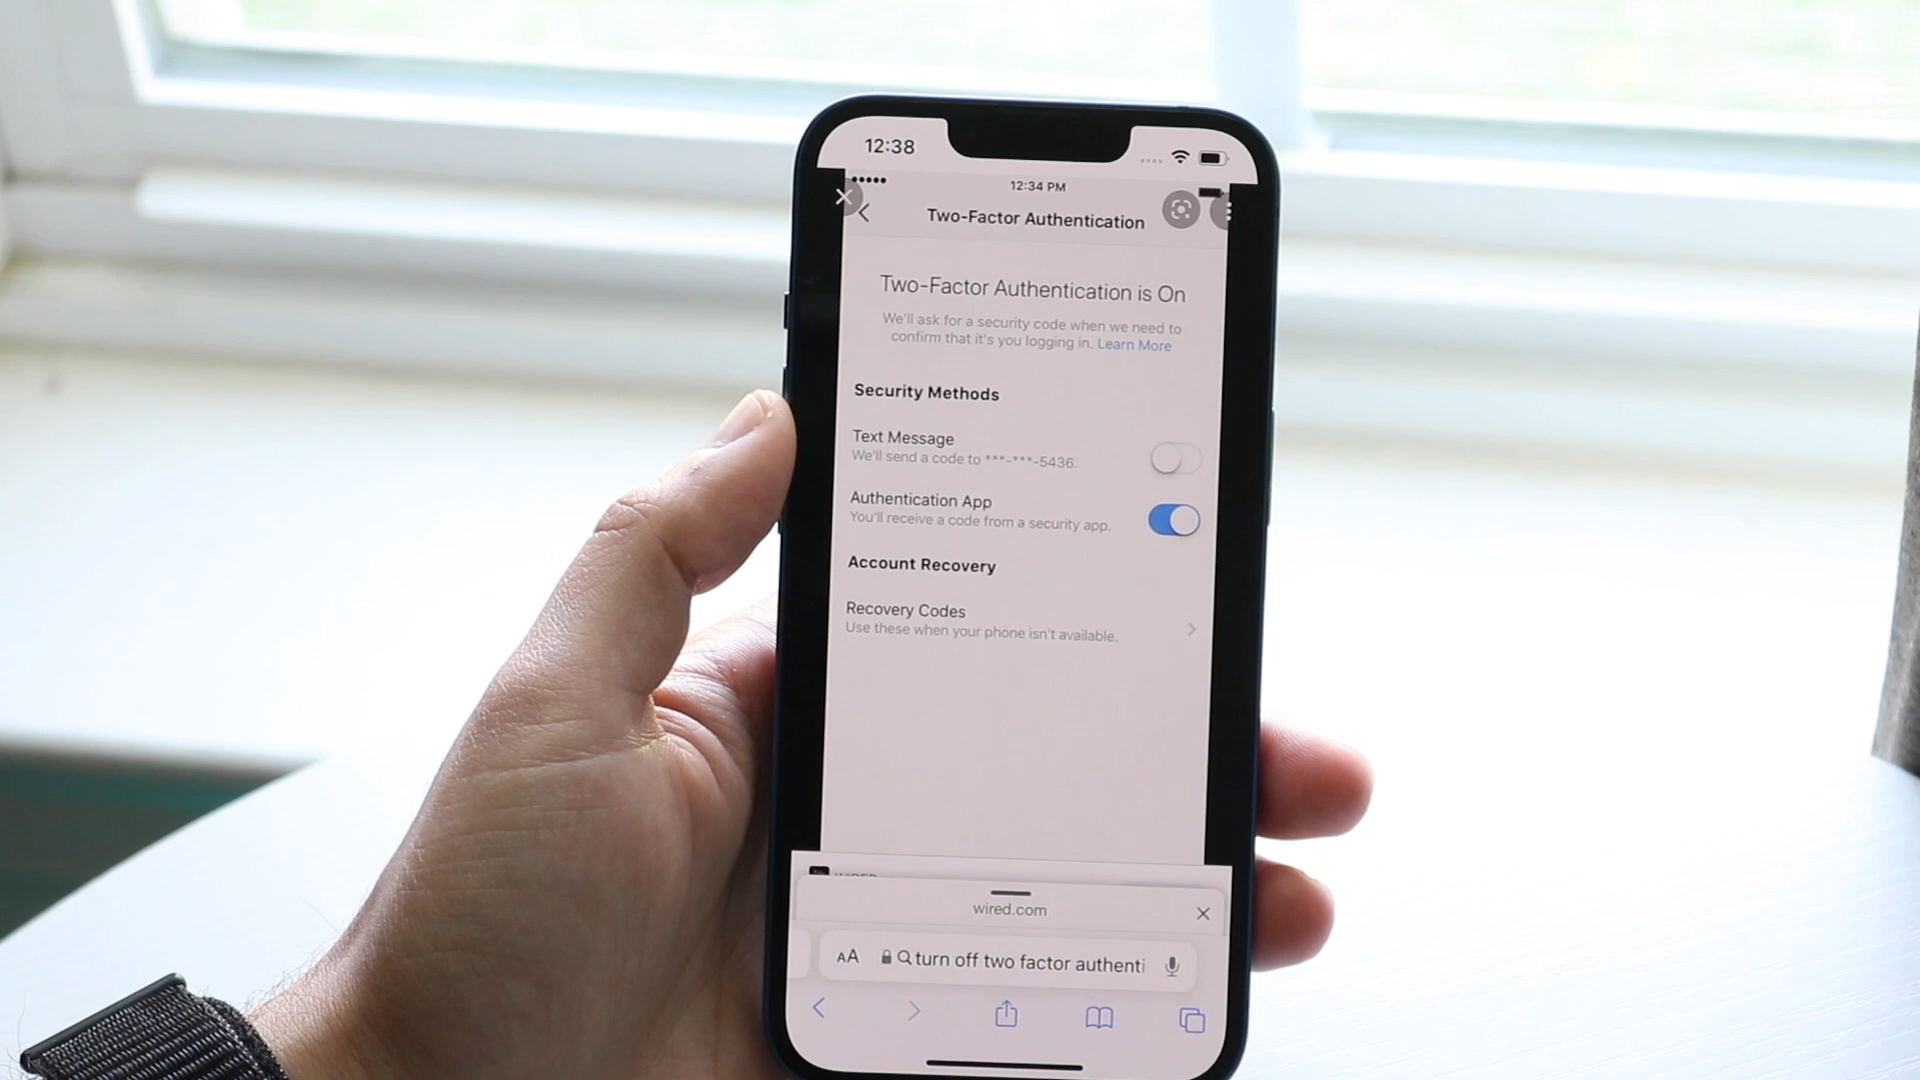 12:38
12:34 PM
Two-Factor Authentication
Two-Factor Authentication is On
We'll ask for a security code when we need to
confirm that it's you logging in. Learn More
Security Methods
Text Message
We'll send a code to ***-***-5436.
Authentication App
You'll receive a code from a security app.
Account Recovery
Recovery Codes
Use these when your phone isn't available.
WIRED
wired.com
AA turn off two factor authenti